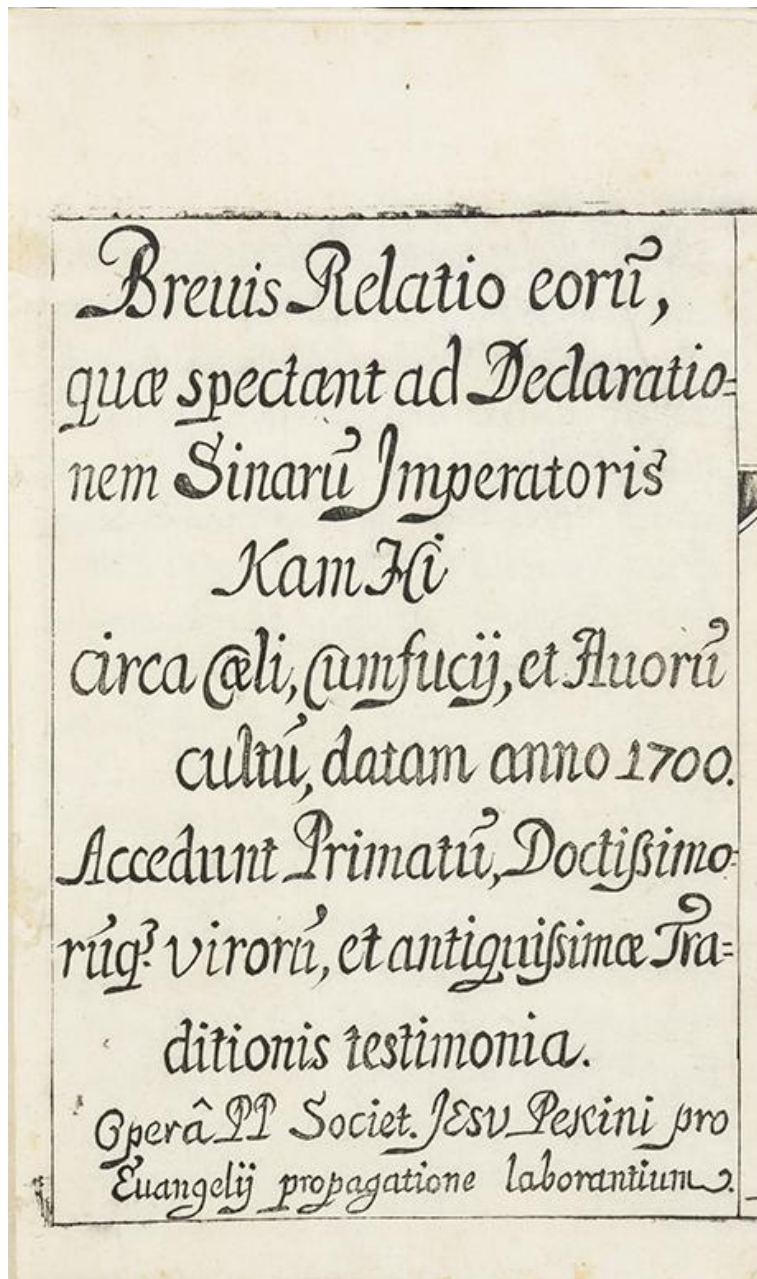 Breuis Relatio eorū,
quæ spectant ad Declaratio=
nem Sinarū Imperatoris
Kam Hi
circa Cæli, Cumfucij, et Auorū
cultū, datam anno 1700.
Accedunt Primatū, Doctißimo=
rūq³. virorū, et antiquißimæ Tra=
ditionis testimonia.
Operâ PP Societ. Jesv Pekini pro
Euangelij propagatione laborantium.